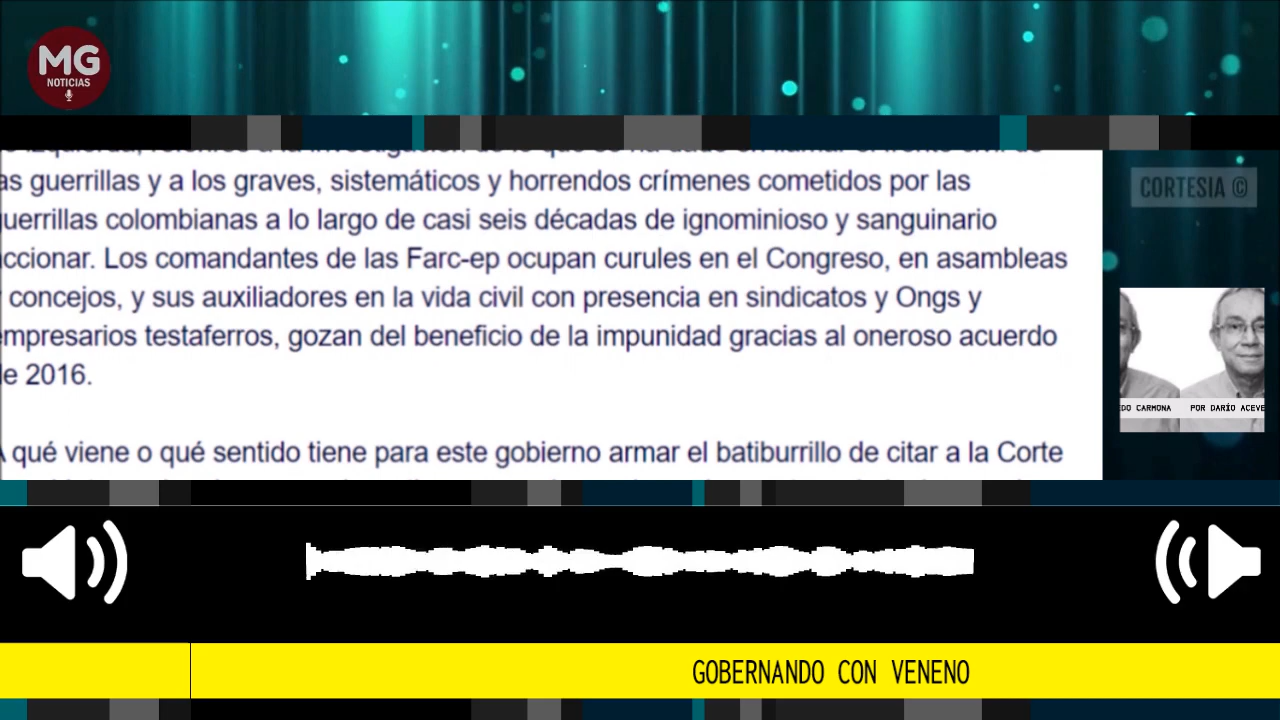 MG
NOTICIAS
as guerrillas y a los graves, sistemáticos y horrendos crímenes cometidos por las
guerrillas colombianas a lo largo de casi seis décadas de ignominioso y sanguinario
accionar. Los comandantes de las Farc-ep ocupan curules en el Congreso, en asambleas
concejos, y sus auxiliadores en la vida civil con presencia en sindicatos y Ongs y
empresarios testaferros, gozan del beneficio de la impunidad gracias al oneroso acuerdo
de 2016.
A qué viene o qué sentido tiene para este gobierno armar el batiburrillo de citar a la Corte
CORTESIA ©
DO CARMONA POR DARÍO ACEVE
GOBERNANDO CON VENENO